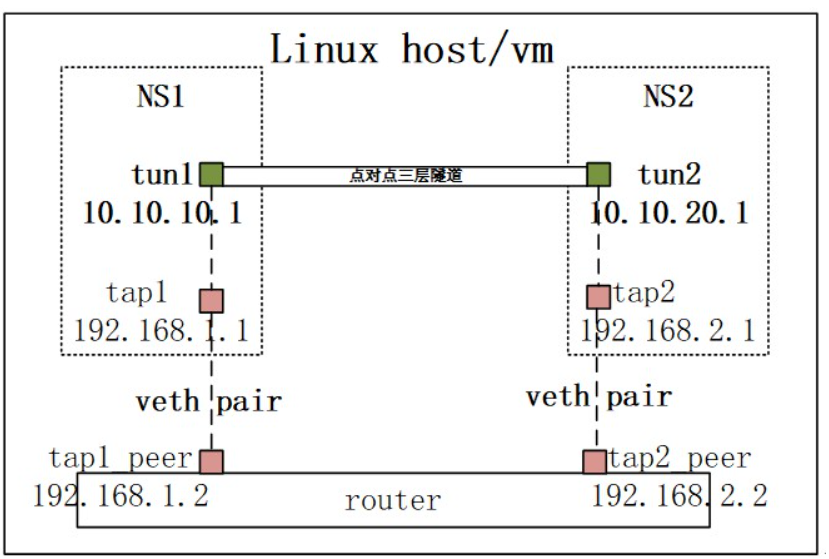 Linux host/vm
NS1
NS2
tun1
点对点三层隧道
tun2
10.10.10.1
10.10.20.1
tap1
tap2
192.168.1.1
192.168.2.1
veth pair
veth pair
tap1_peer
tap2_peer
192.168.1.2
router
192.168.2.2